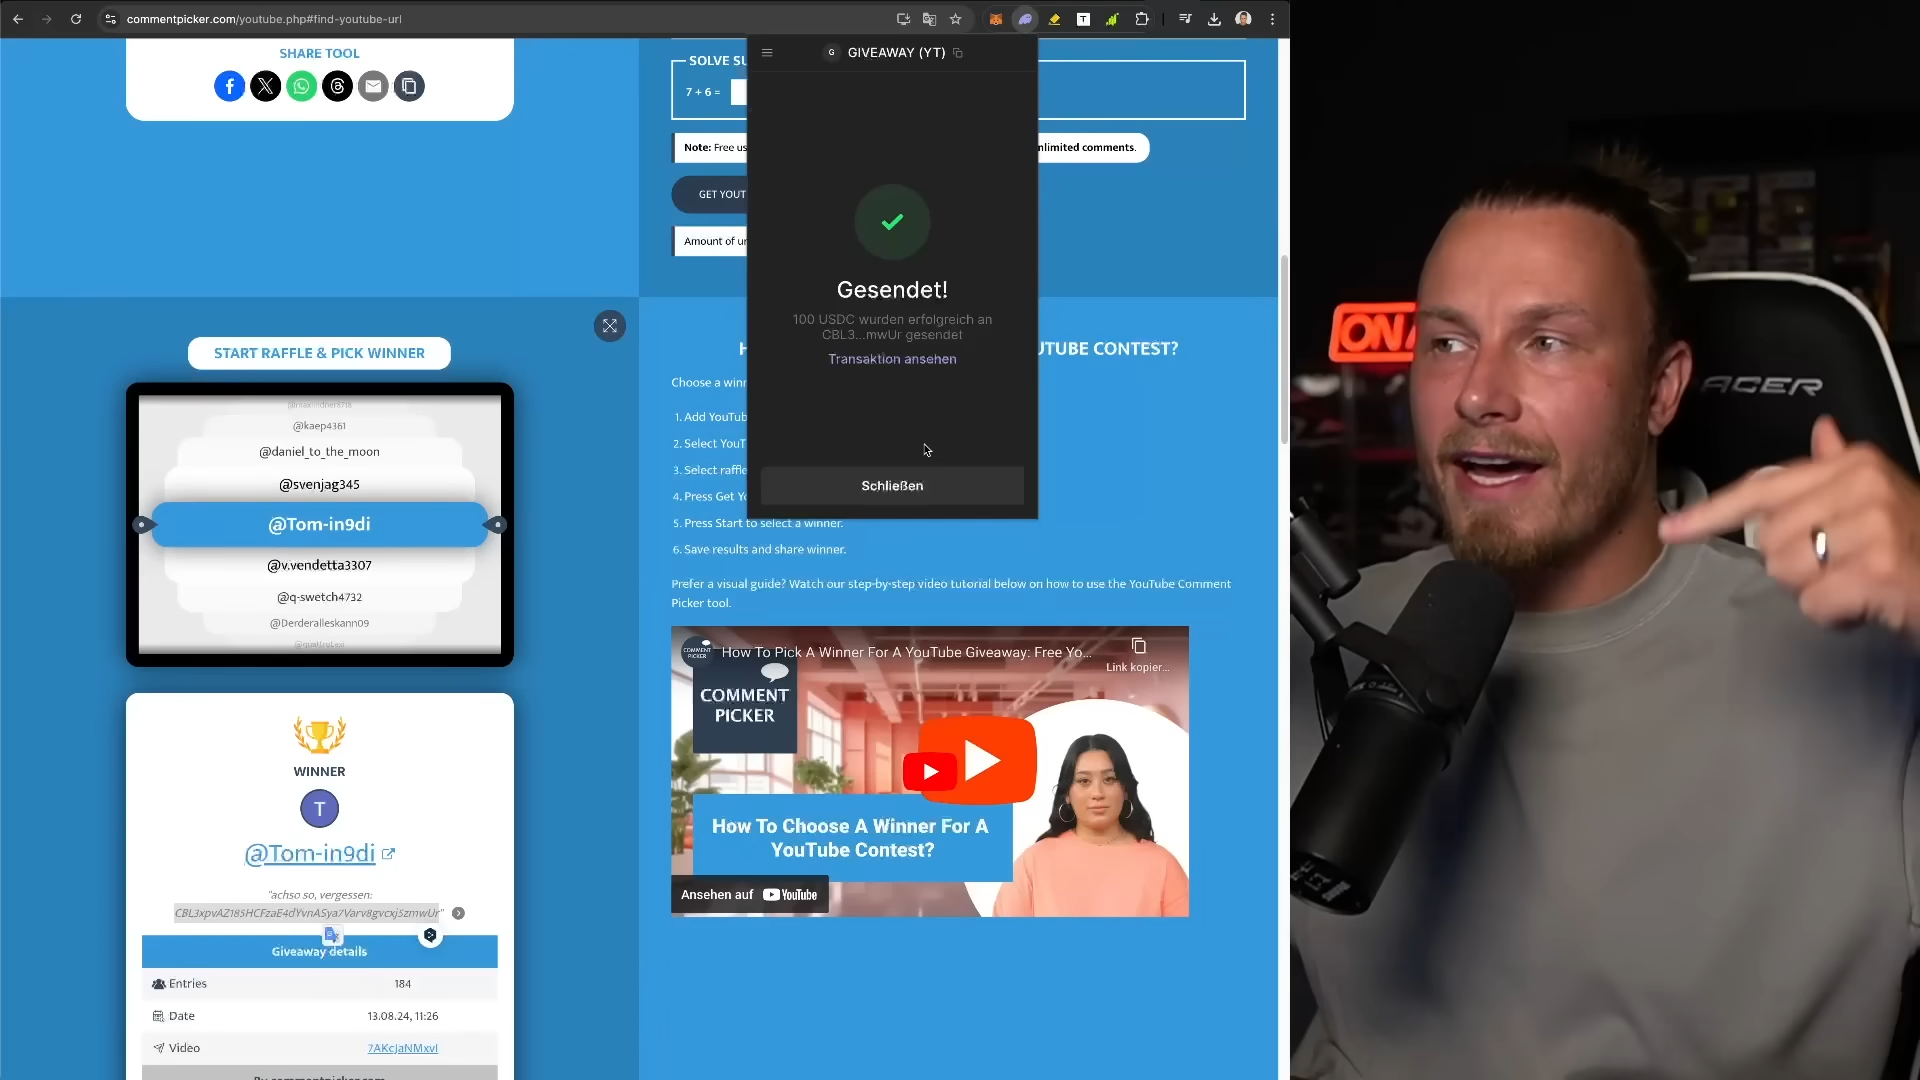 commentpicker.com/youtube.php#find-youtube-url
SHARE TOOL
START RAFFLE & PICK WINNER
@kaep4361
@daniel_to_the_moon
@svenjag345
@Tom-in9di
@v.vendetta3307
@q-swetch4732
@Derderalleskann09
WINNER
T
@Tom-in9di
"achso so, vergessen:
Giveaway details
Entries 184
Date 13.08.24, 11:26
Video 7AKcJaNMxvI
By commentpicker.com
SOLVE SU
7 + 6 =
Note: Free us
nlimited comments.
GET YOUT
Amount of un
G GIVEAWAY (YT)
Gesendet!
100 USDC wurden erfolgreich an
CBL3...mwUr gesendet
Transaktion ansehen
Schließen
H
UTUBE CONTEST?
Choose a winn
1. Add YouTub
2. Select YouT
3. Select raffle
4. Press Get Yo
5. Press Start to select a winner.
6. Save results and share winner.
Prefer a visual guide? Watch our step-by-step video tutorial below on how to use the YouTube Comment
Picker tool.
COMMENT
PICKER
How To Pick A Winner For A YouTube Giveaway: Free Yo...
Link kopier...
COMMENT
PICKER
How To Choose A Winner For A
YouTube Contest?
Ansehen auf YouTube
ON A
ACER